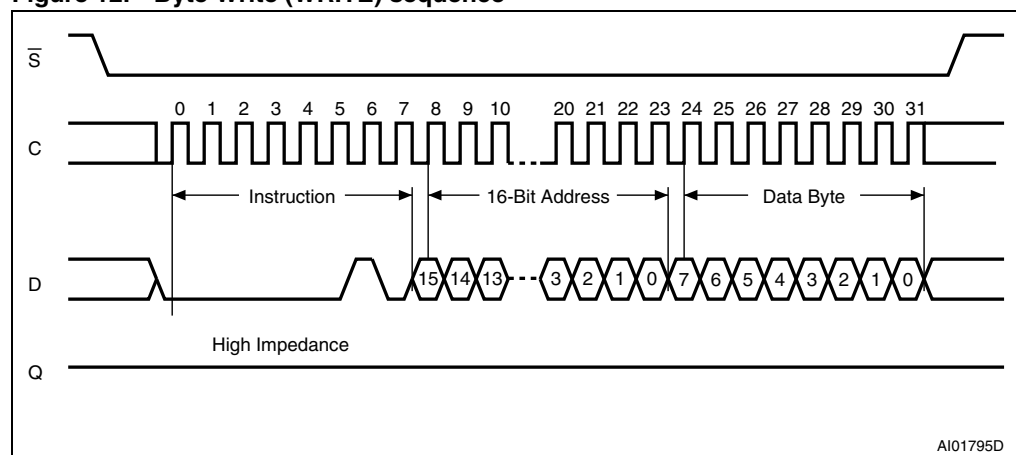 Figure 12. Byte Write (WRITE) sequence
S
0 1 2 3 4 5 6 7 8 9 10 20 21 22 23 24 25 26 27 28 29 30 31
C
Instruction 16-Bit Address Data Byte
D 15 14 13 3 2 1 0 7 6 5 4 3 2 1 0
High Impedance
Q
AI01795D